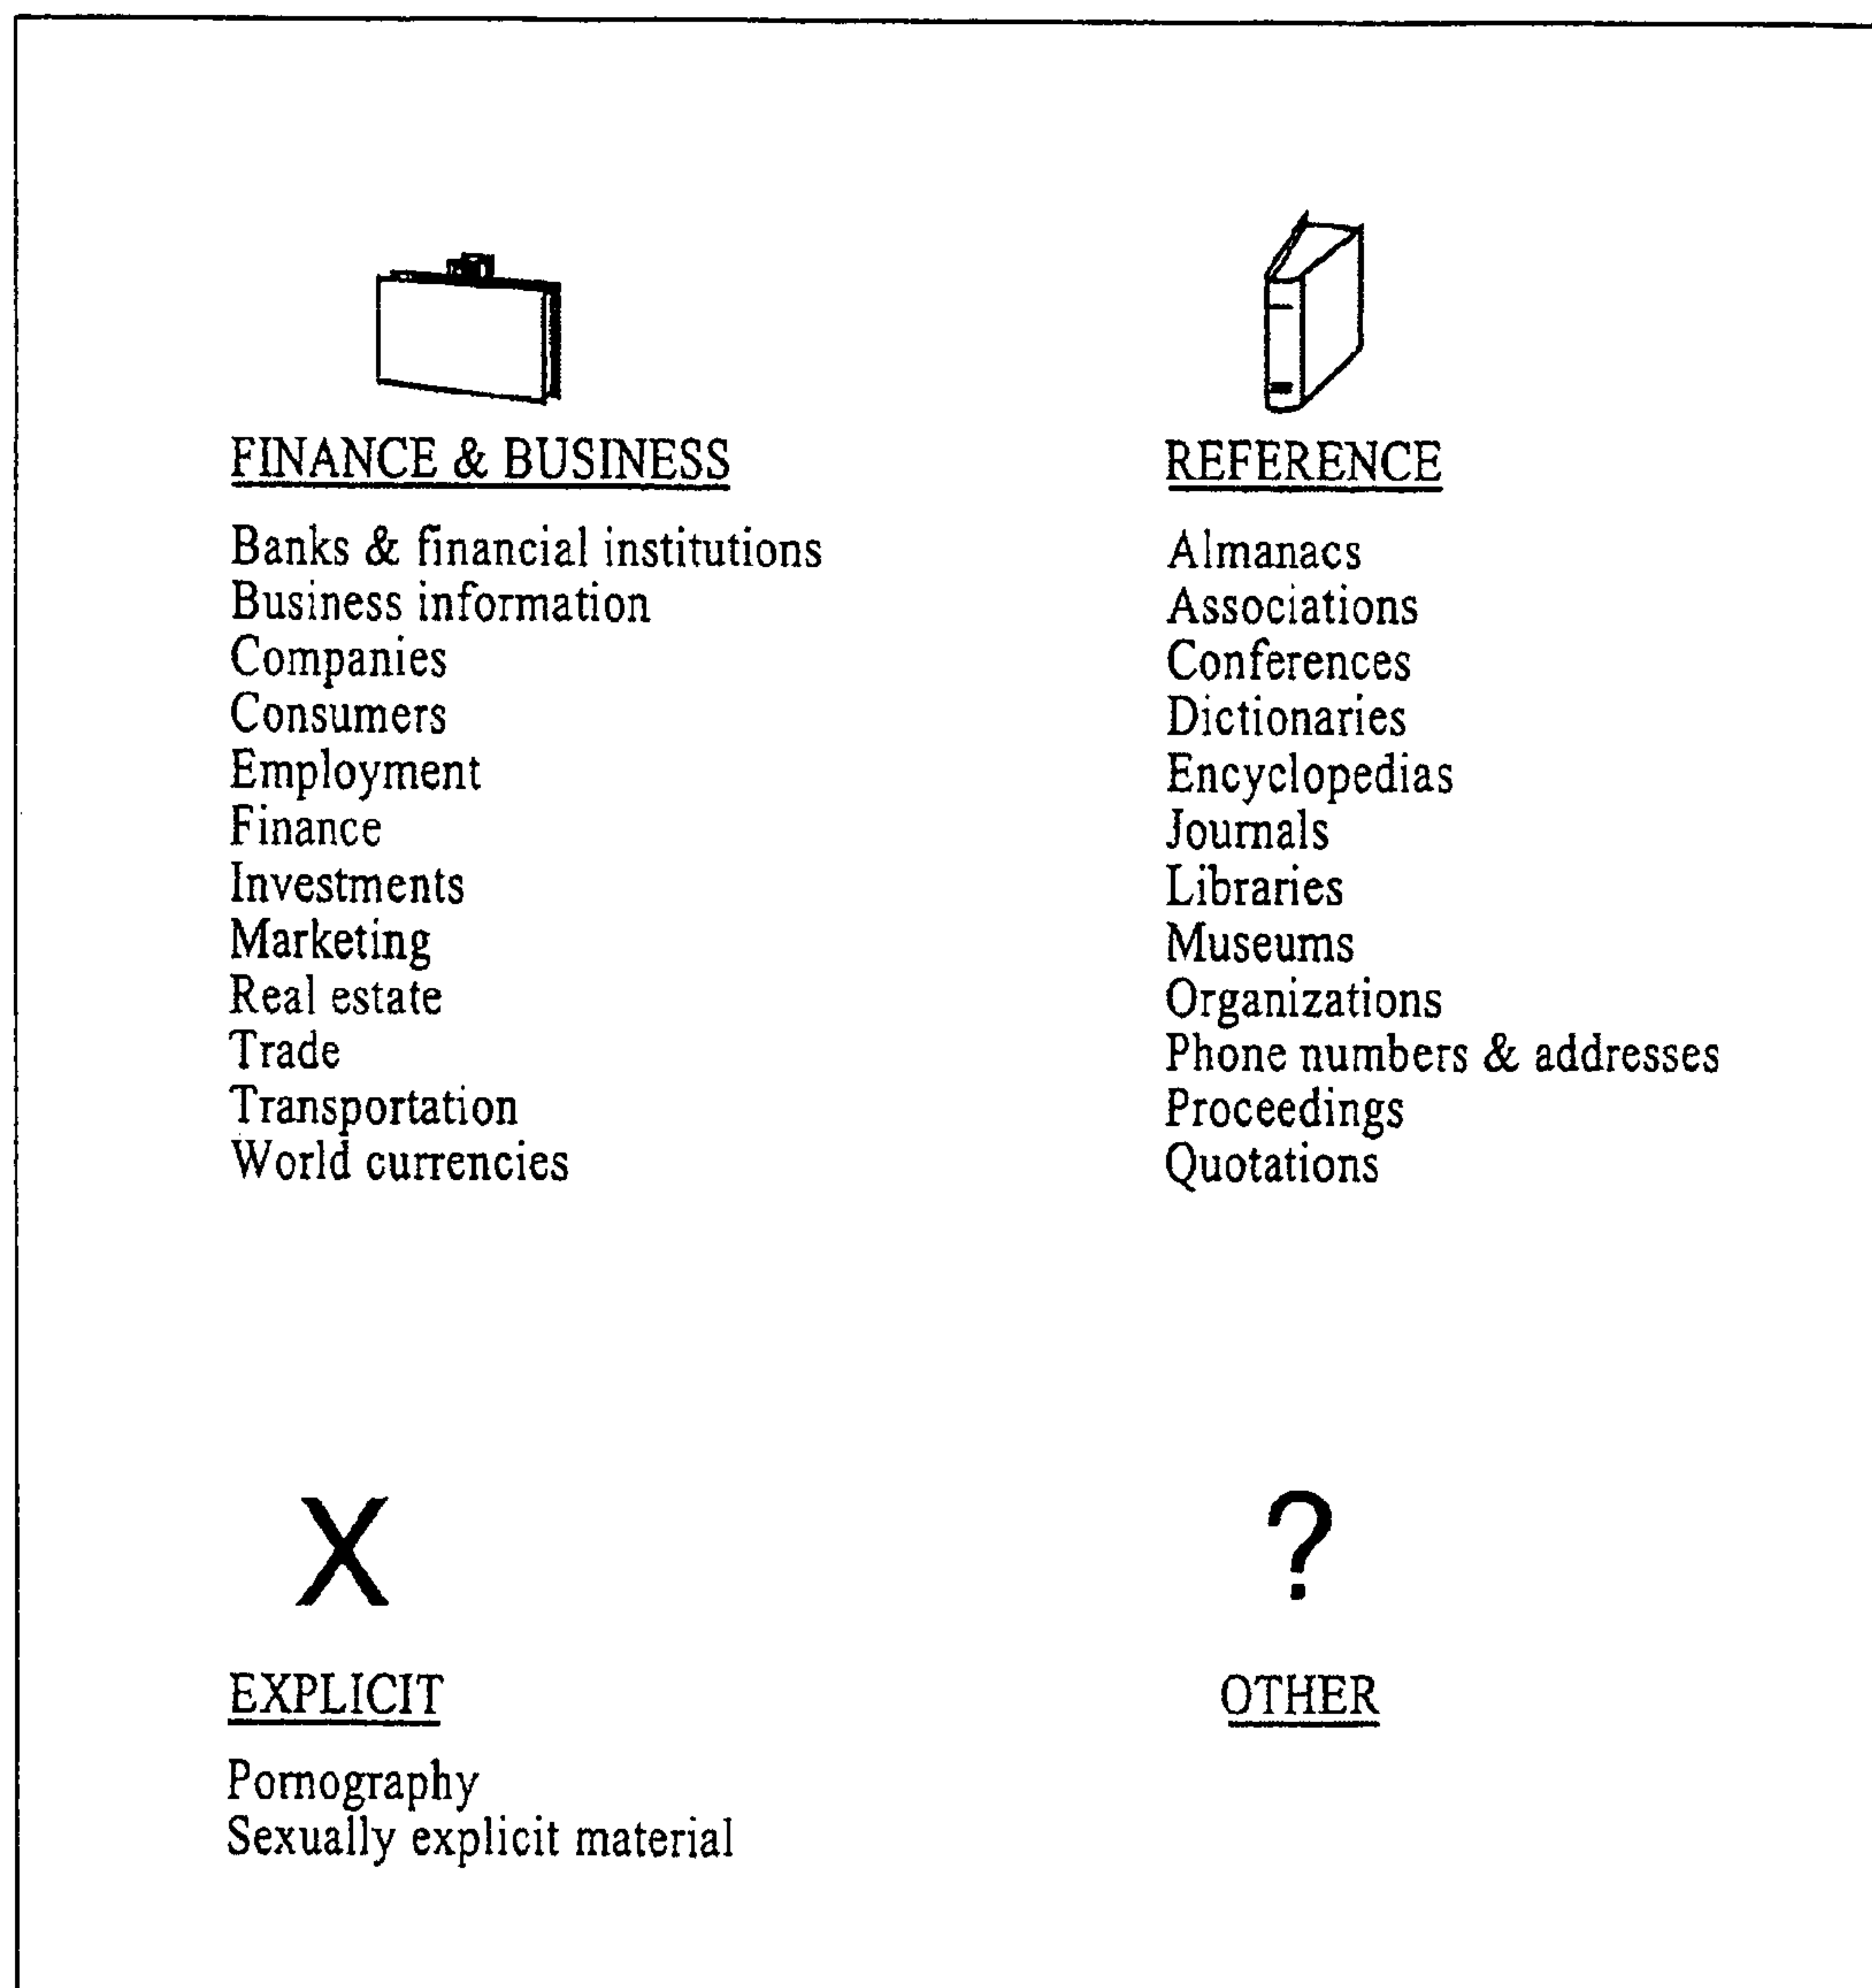 FINANCE & BUSINESS
Banks & financial institutions
Business information
Companies
Consumers
Employment
Finance
Investments
Marketing
Real estate
Trade
Transportation
World currencies
REFERENCE
Almanacs
Associations
Conferences
Dictionaries
Encyclopedias
Journals
Libraries
Museums
Organizations
Phone numbers & addresses
Proceedings
Quotations
X
EXPLICIT
Pornography
Sexually explicit material
?
OTHER